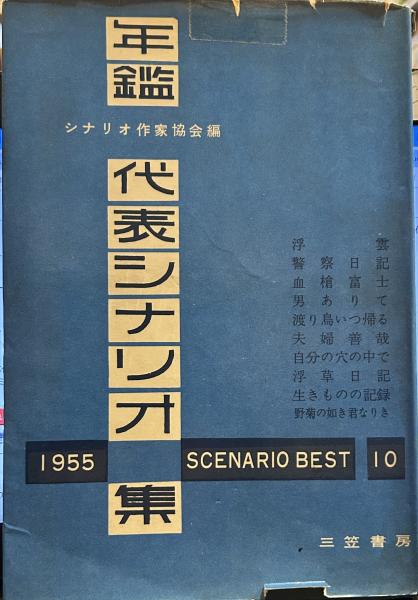 年鑑
代表シナリオ集
シナリオ作家協会編
浮雲
警察日記
血槍富士
男ありて
渡り鳥いつ帰る
夫婦善哉
自分の穴の中で
浮草日記
生きものの記録
野菊の如き君なりき
1955 SCENARIO BEST 10
三笠書房